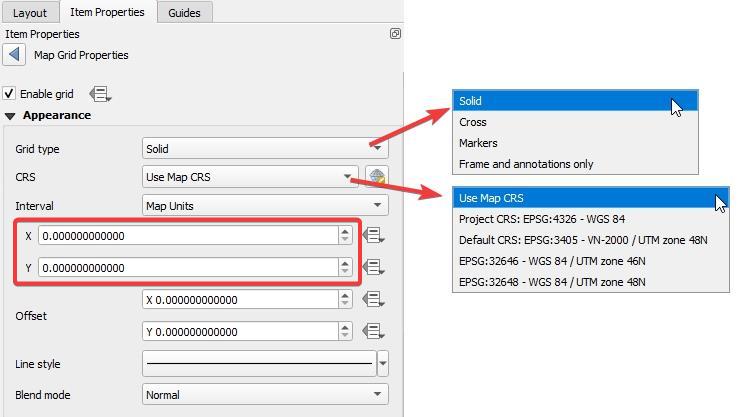 Layout Item Properties Guides
Item Properties
Map Grid Properties
Enable grid
Appearance
Grid type Solid
CRS Use Map CRS
Interval Map Units
X 0.000000000000
Y 0.000000000000
Offset
X 0.000000000000
Y 0.000000000000
Line style
Blend mode Normal
Solid
Cross
Markers
Frame and annotations only
Use Map CRS
Project CRS: EPSG:4326 - WGS 84
Default CRS: EPSG:3405 - VN-2000 / UTM zone 48N
EPSG:32646 - WGS 84 / UTM zone 46N
EPSG:32648 - WGS 84 / UTM zone 48N